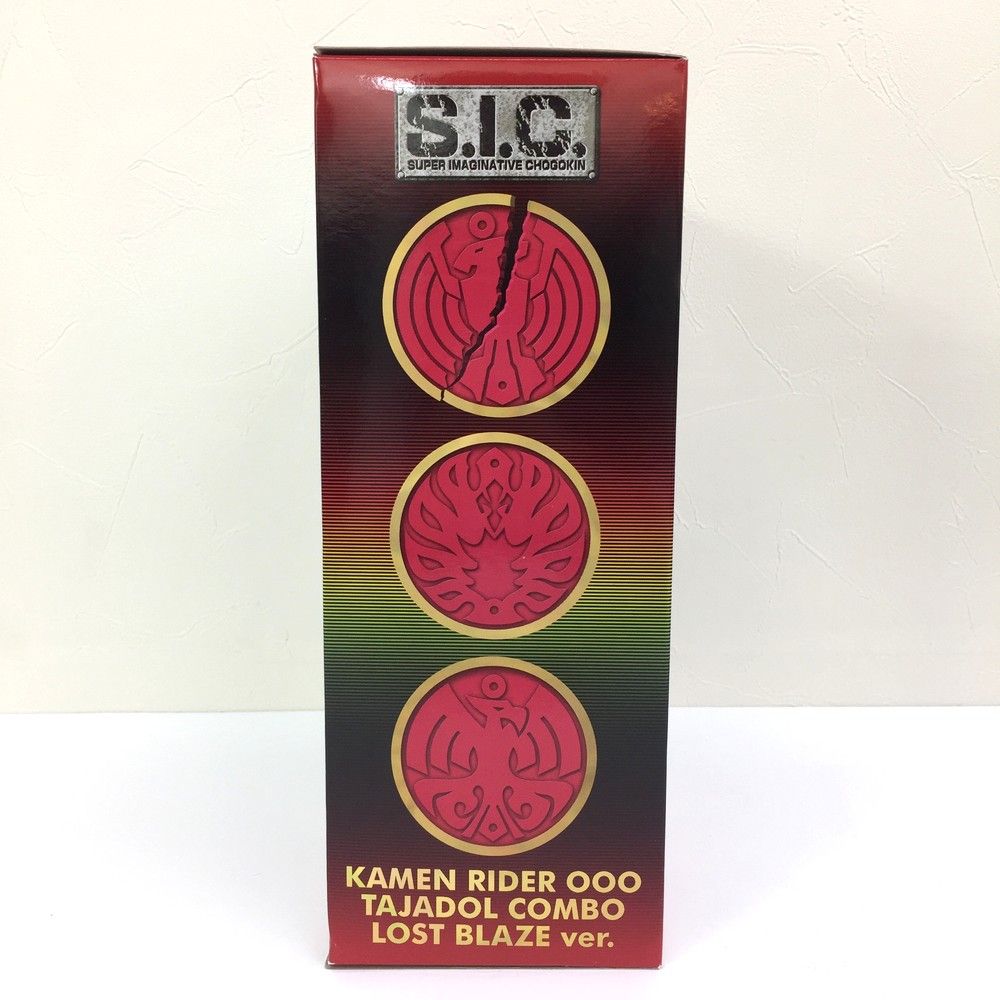 S.I.C.
SUPER IMAGINATIVE CHOGOKIN
KAMEN RIDER OOO
TAJADOL COMBO
LOST BLAZE ver.